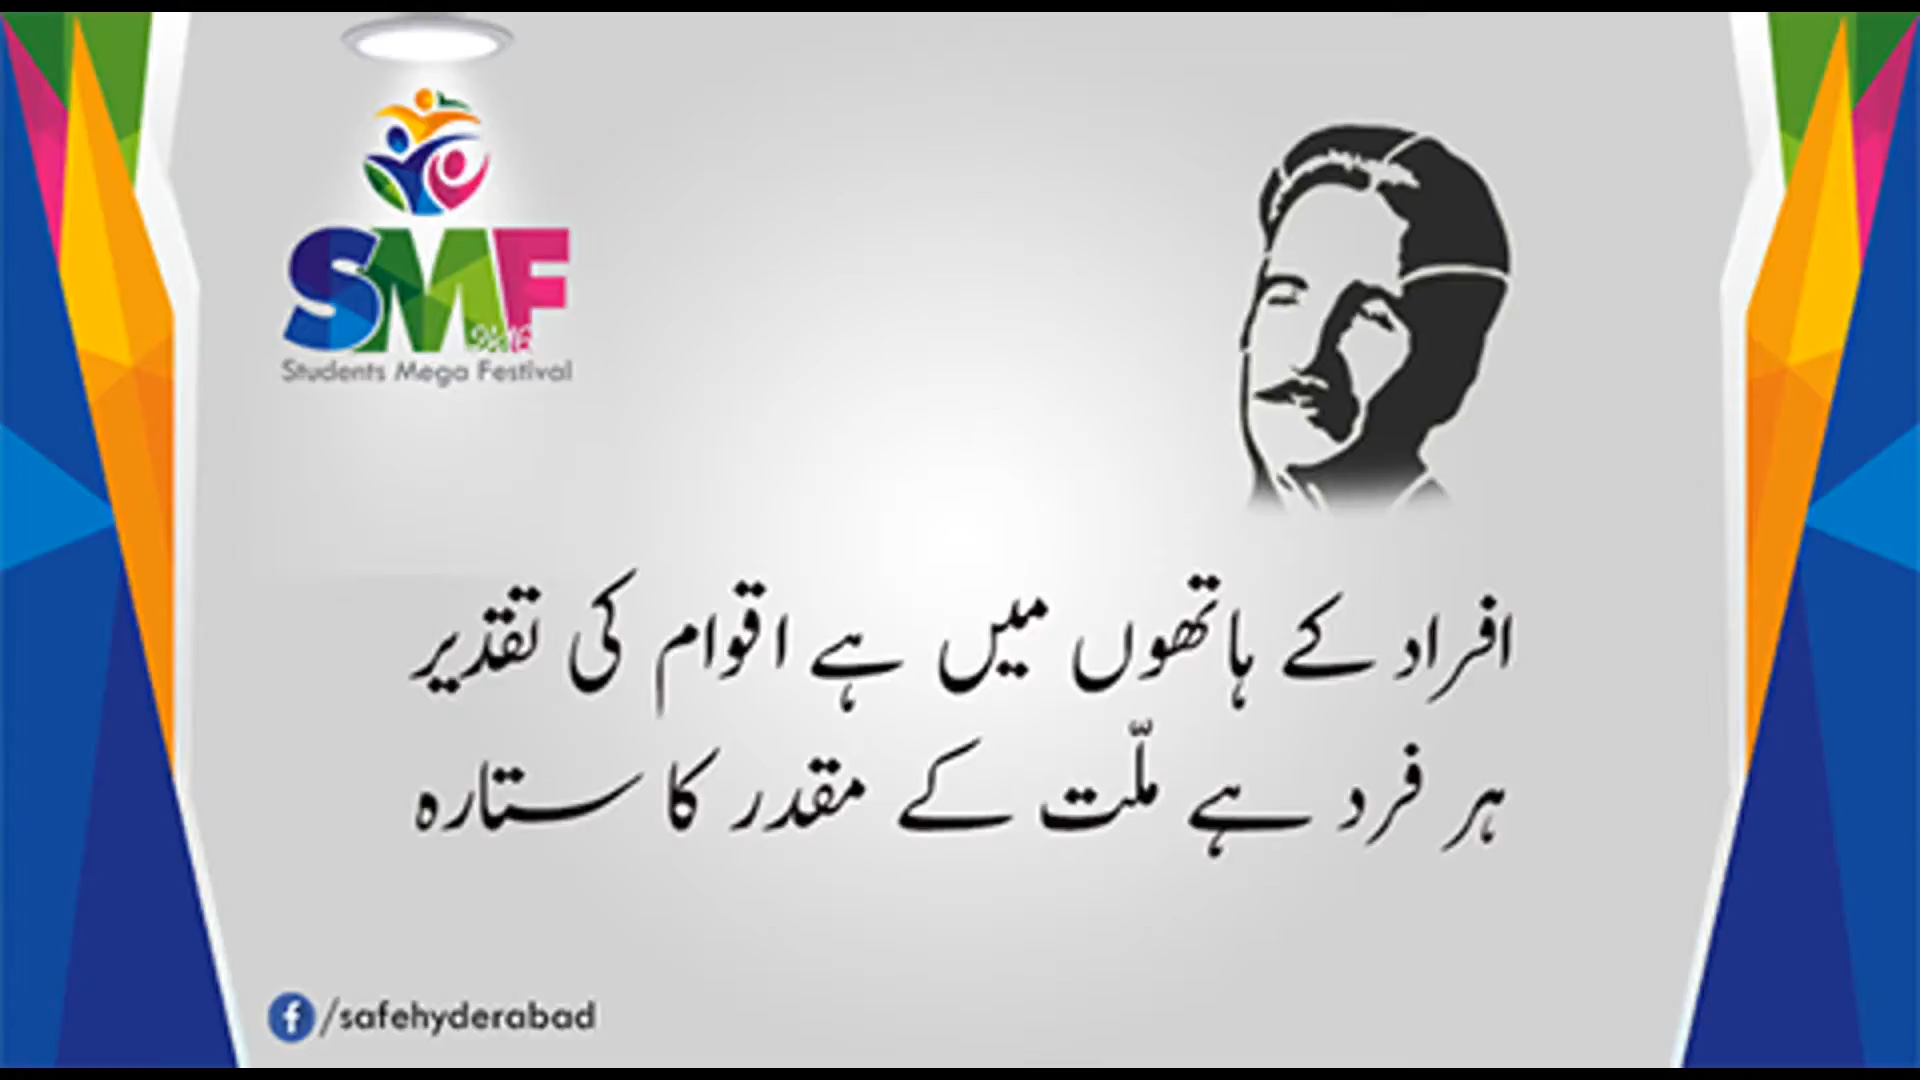 SMF
Students Mega Festival
افراد کے ہاتھوں میں ہے اقوام کی تقدیر
ہر فرد ہے ملّت کے مقدر کا ستارہ
/safehyderabad